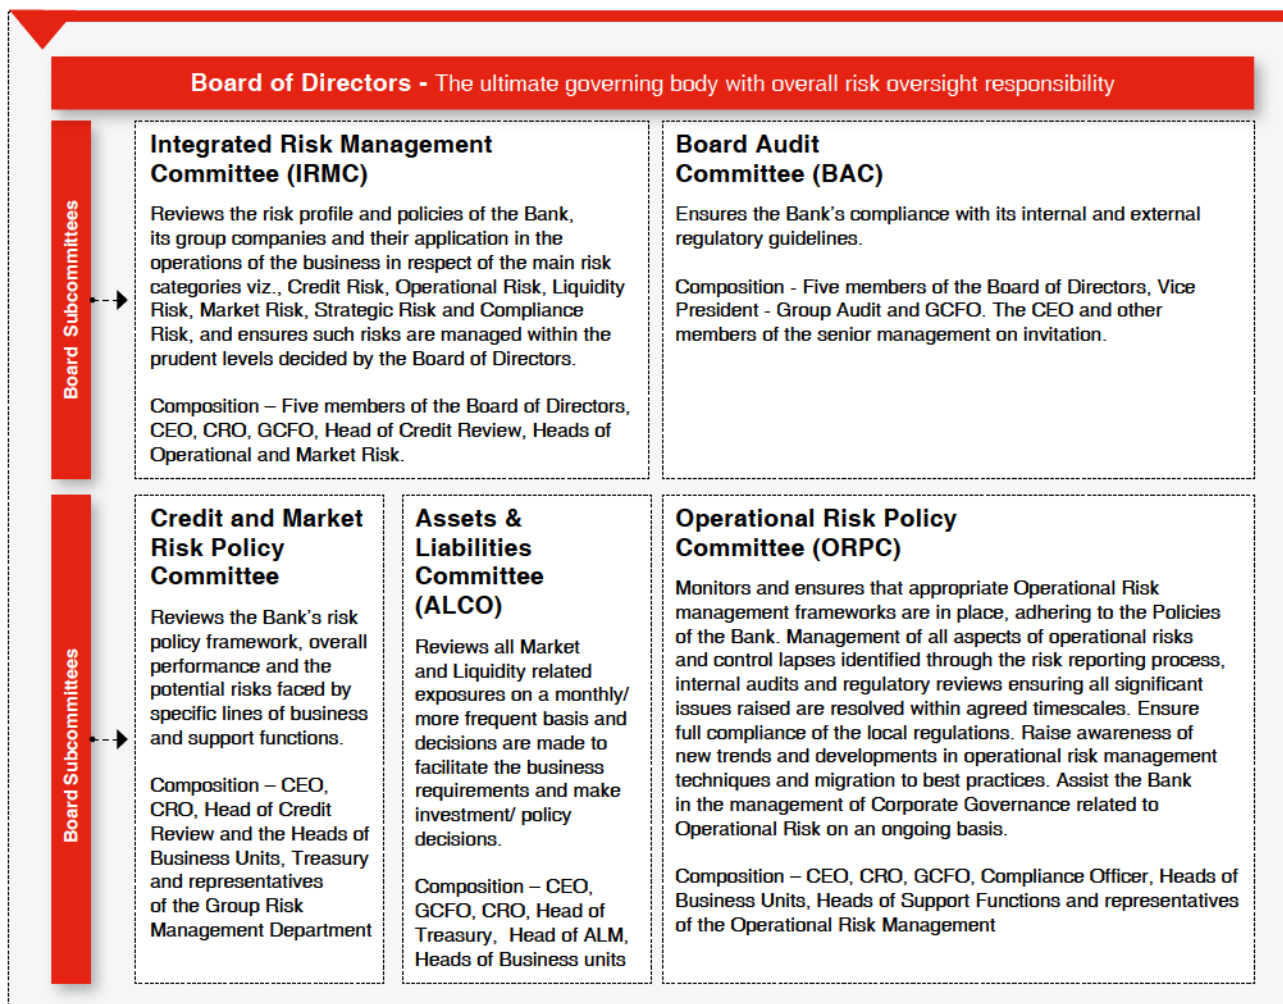 Board of Directors - The ultimate governing body with overall risk oversight responsibility
Board Subcommittees
Integrated Risk Management
Committee (IRMC)
Reviews the risk profile and policies of the Bank,
its group companies and their application in the
operations of the business in respect of the main risk
categories viz., Credit Risk, Operational Risk, Liquidity
Risk, Market Risk, Strategic Risk and Compliance
Risk, and ensures such risks are managed within the
prudent levels decided by the Board of Directors.
Composition – Five members of the Board of Directors,
CEO, CRO, GCFO, Head of Credit Review, Heads of
Operational and Market Risk.
Board Audit
Committee (BAC)
Ensures the Bank's compliance with its internal and external
regulatory guidelines.
Composition - Five members of the Board of Directors, Vice
President - Group Audit and GCFO. The CEO and other
members of the senior management on invitation.
Board Subcommittees
Credit and Market
Risk Policy
Committee
Reviews the Bank's risk
policy framework, overall
performance and the
potential risks faced by
specific lines of business
and support functions.
Composition – CEO,
CRO, Head of Credit
Review and the Heads of
Business Units, Treasury
and representatives
of the Group Risk
Management Department
Assets &
Liabilities
Committee
(ALCO)
Reviews all Market
and Liquidity related
exposures on a monthly/
more frequent basis and
decisions are made to
facilitate the business
requirements and make
investment/ policy
decisions.
Composition – CEO,
GCFO, CRO, Head of
Treasury, Head of ALM,
Heads of Business units
Operational Risk Policy
Committee (ORPC)
Monitors and ensures that appropriate Operational Risk
management frameworks are in place, adhering to the Policies
of the Bank. Management of all aspects of operational risks
and control lapses identified through the risk reporting process,
internal audits and regulatory reviews ensuring all significant
issues raised are resolved within agreed timescales. Ensure
full compliance of the local regulations. Raise awareness of
new trends and developments in operational risk management
techniques and migration to best practices. Assist the Bank
in the management of Corporate Governance related to
Operational Risk on an ongoing basis.
Composition – CEO, CRO, GCFO, Compliance Officer, Heads of
Business Units, Heads of Support Functions and representatives
of the Operational Risk Management